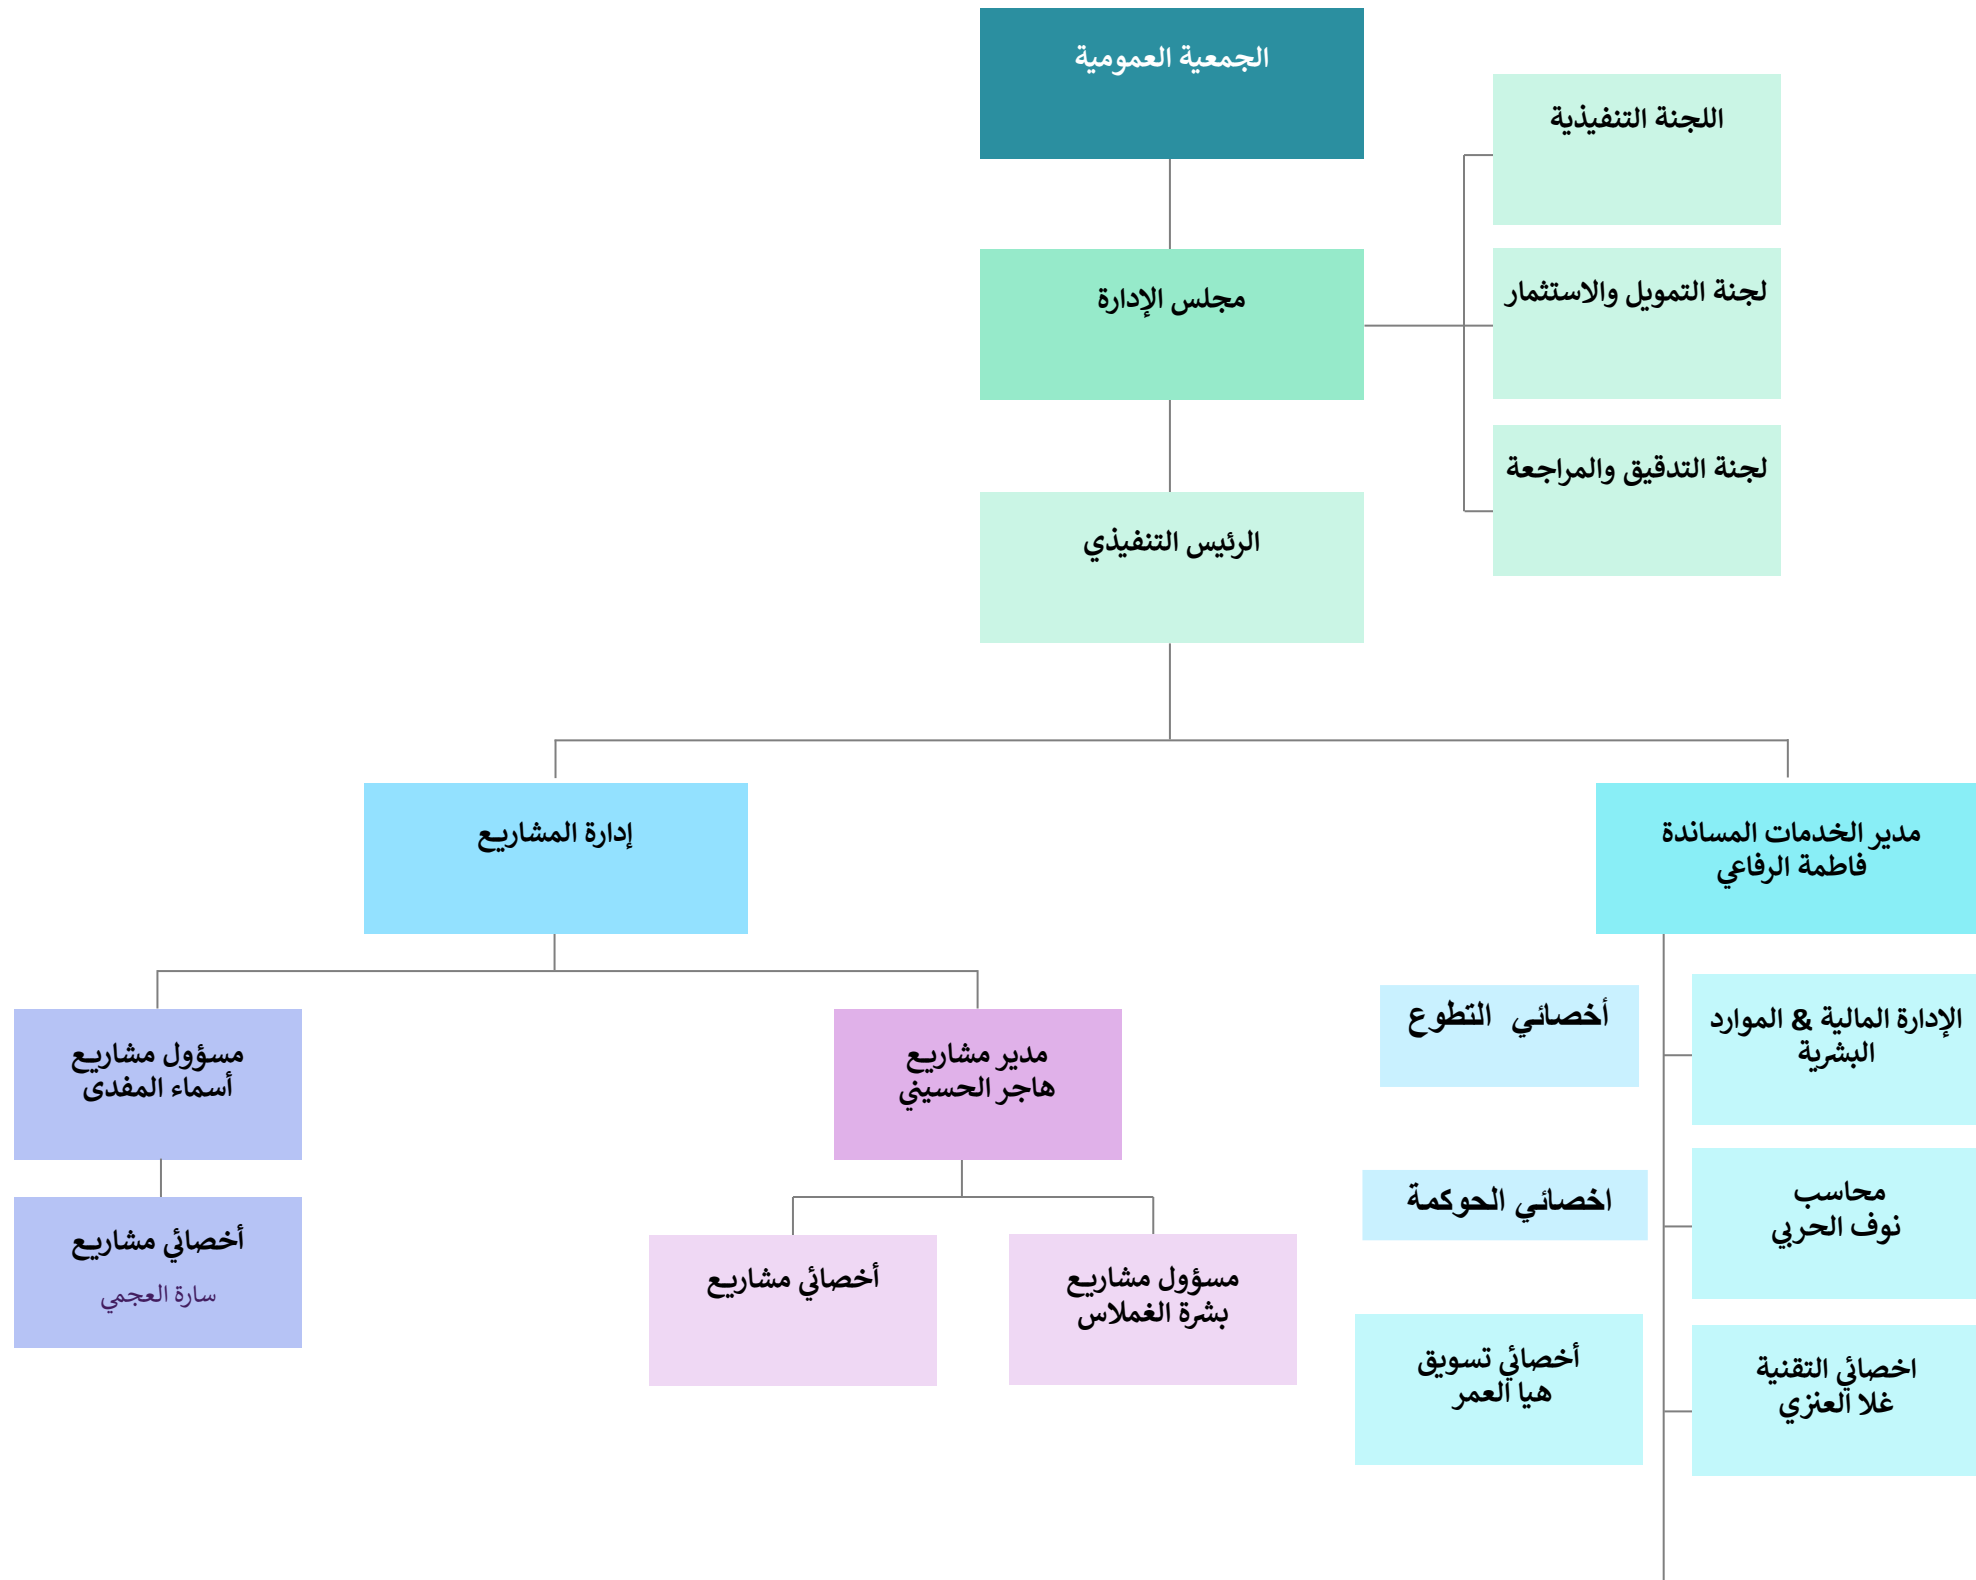 الجمعية العمومية
اللجنة التنفيذية
مجلس الإدارة
لجنة التمويل والاستثمار
لجنة التدقيق والمراجعة
الرئيس التنفيذي
مدير الخدمات المساندة
فاطمة الرفاعي
إدارة المشاريع
الإدارة المالية & الموارد
البشرية
أخصائي التطوع
محاسب
نوف الحربي
اخصائي الحوكمة
اخصائي التقنية
غلا العنزي
أخصائي تسويق
هيا العمر
مدير مشاريع
هاجر الحسيني
مسؤول مشاريع
بشرة الغملاس
أخصائي مشاريع
مسؤول مشاريع
أسماء المفدى
أخصائي مشاريع
سارة العجمي